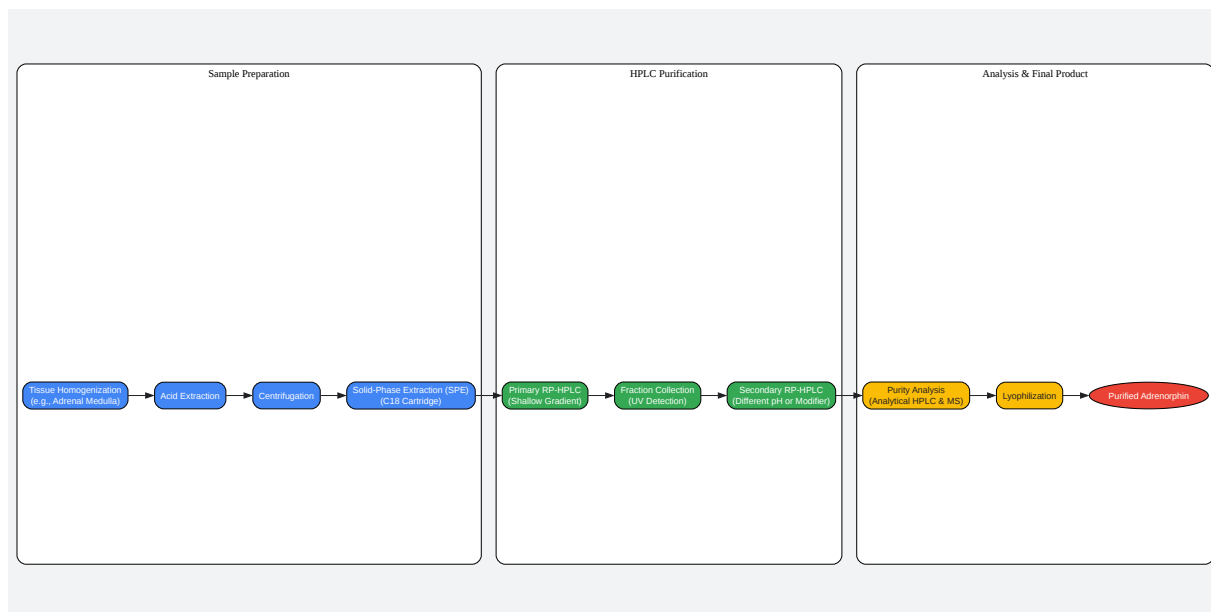 Sample Preparation
Tissue Homogenization
(e.g., Adrenal Medulla)
Acid Extraction
Centrifugation
Solid-Phase Extraction (SPE)
(C18 Cartridge)
HPLC Purification
Primary RP-HPLC
(Shallow Gradient)
Fraction Collection
(UV Detection)
Secondary RP-HPLC
(Different pH or Modifier)
Analysis & Final Product
Purity Analysis
(Analytical HPLC & MS)
Lyophilization
Purified Adrenorphin